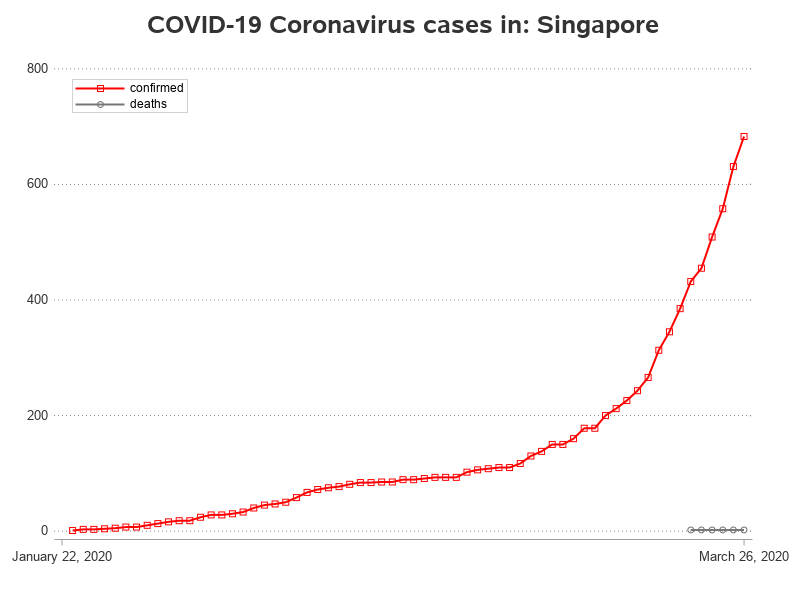 COVID-19 Coronavirus cases in: Singapore
800
confirmed
deaths
600
400
200
0
January 22, 2020
March 26, 2020